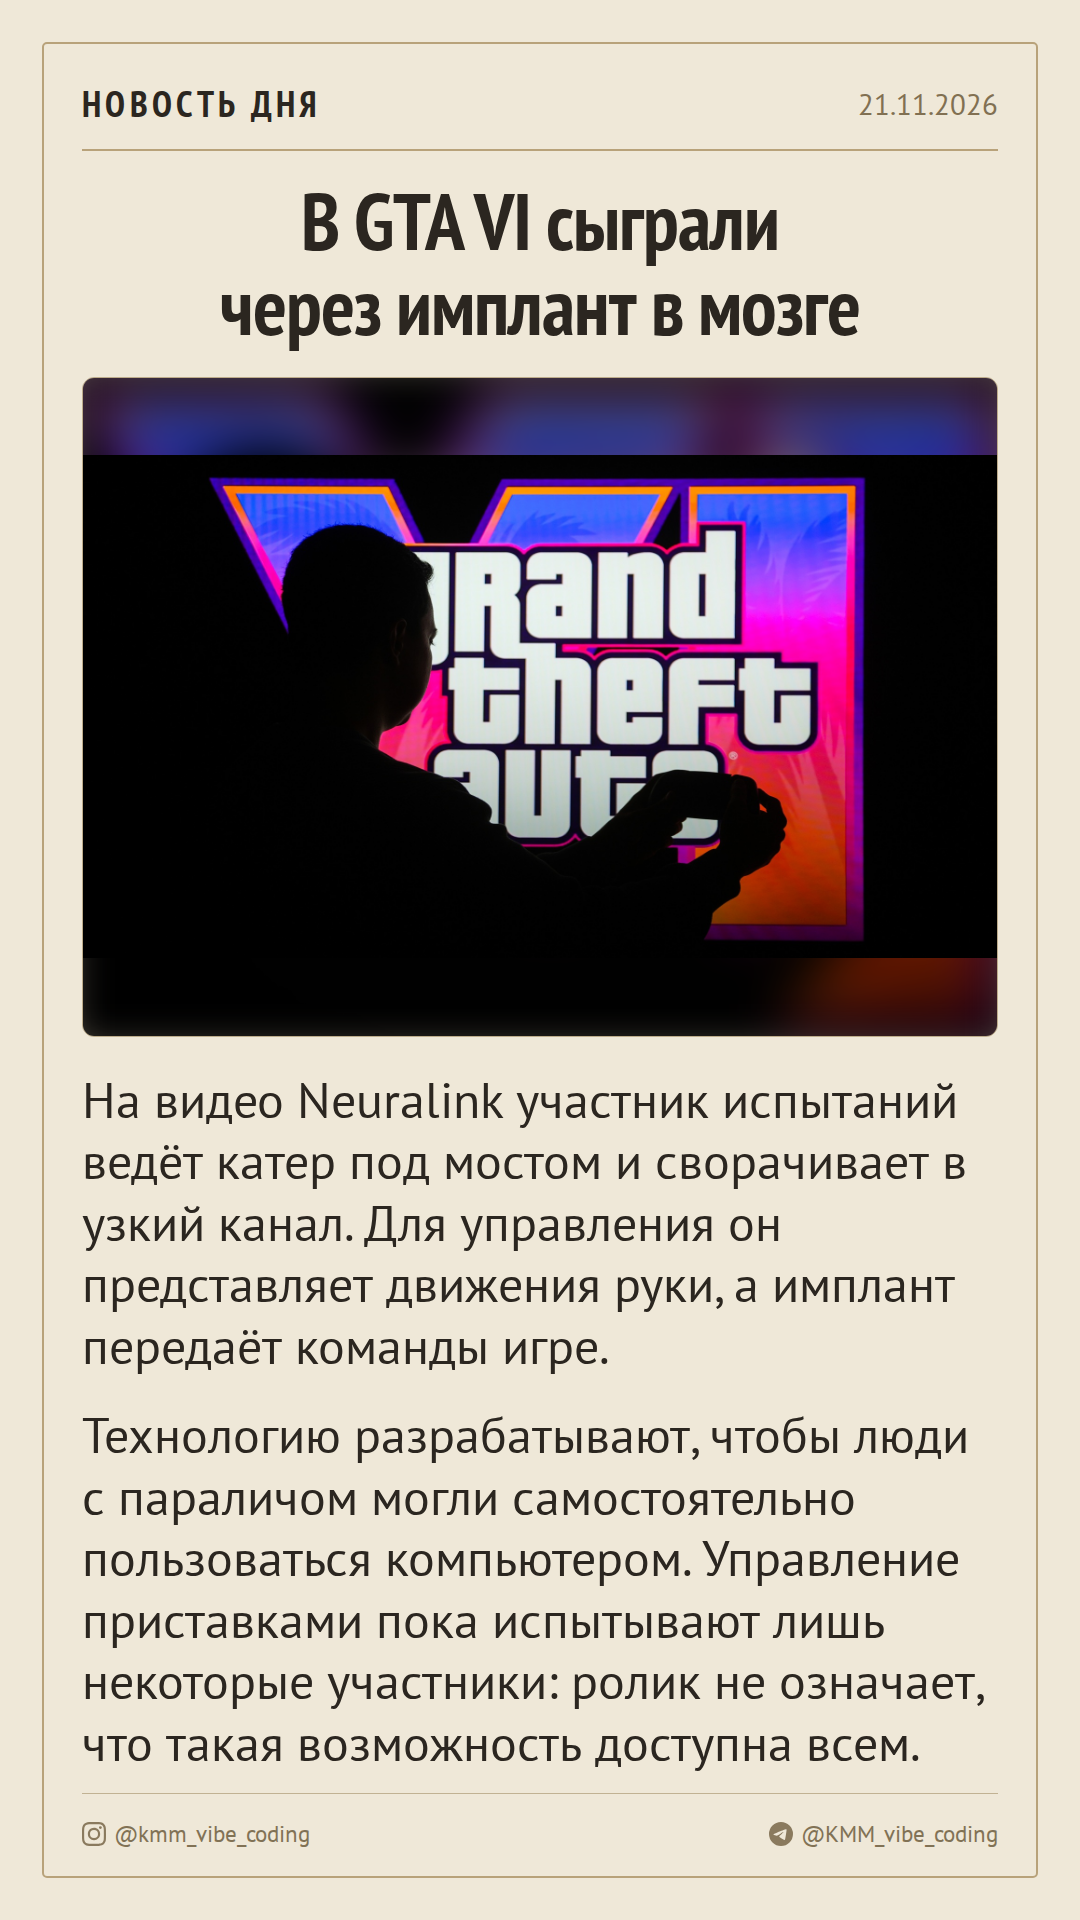 НОВОСТЬ ДНЯ
21.11.2026
В GTA VI сыграли
через имплант в мозге
grand
theft
auto
®
На видео Neuralink участник испытаний
ведёт катер под мостом и сворачивает в
узкий канал. Для управления он
представляет движения руки, а имплант
передаёт команды игре.
Технологию разрабатывают, чтобы люди
с параличом могли самостоятельно
пользоваться компьютером. Управление
приставками пока испытывают лишь
некоторые участники: ролик не означает,
что такая возможность доступна всем.
@kmm_vibe_coding
@KMM_vibe_coding